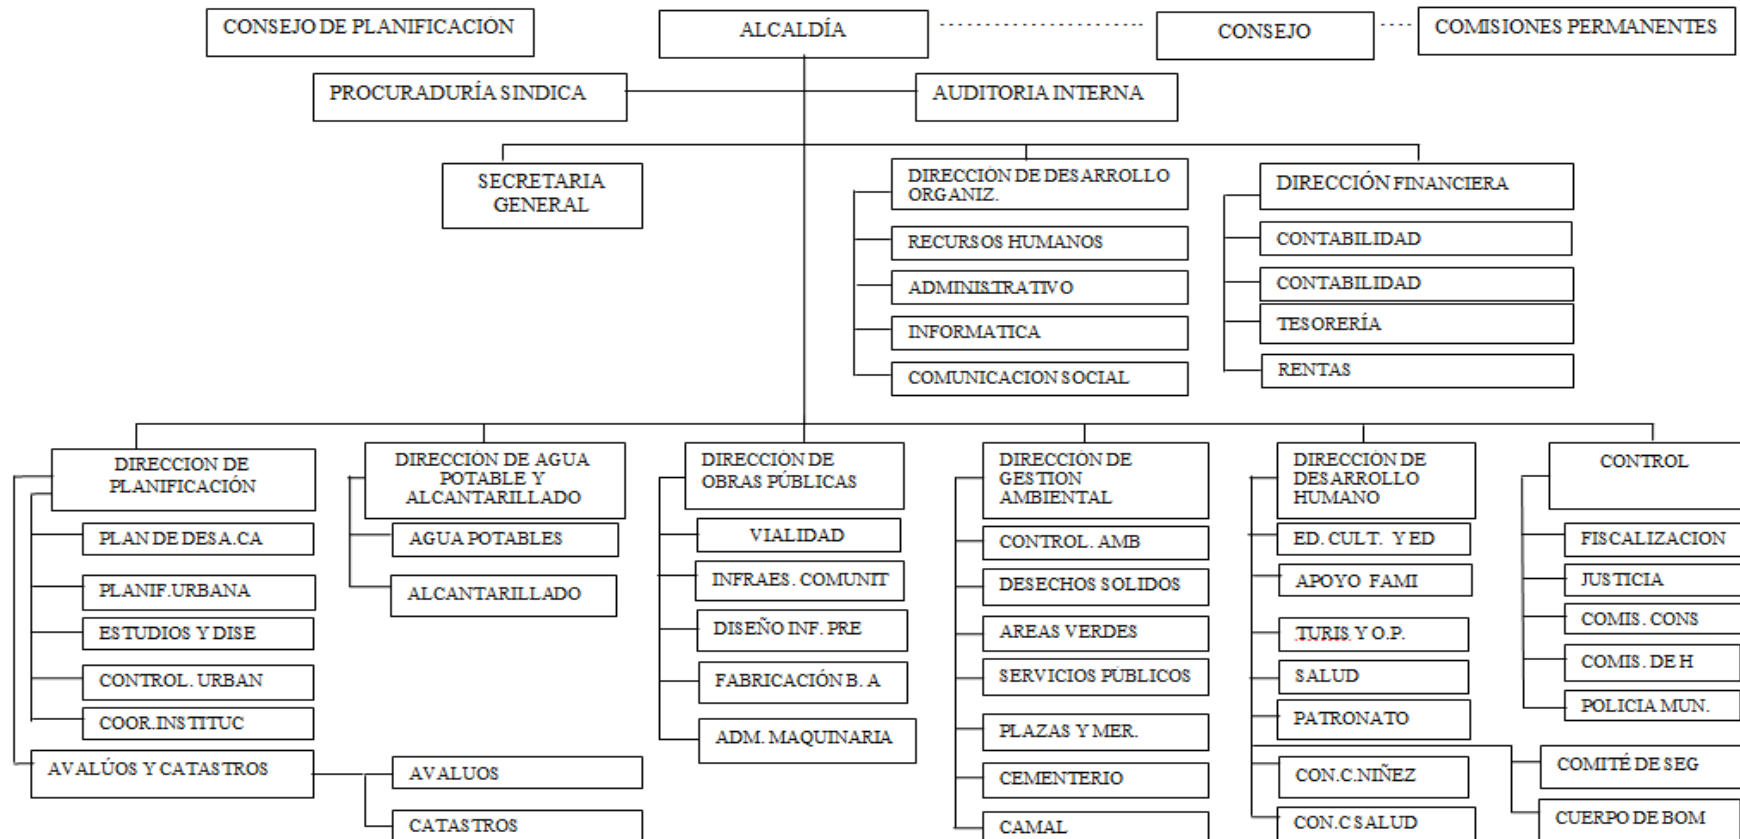 CONSEJO DE PLANIFICACIÓN
ALCALDÍA
CONSEJO
COMISIONES PERMANENTES
PROCURADURÍA SINDICA
AUDITORIA INTERNA
SECRETARIA
GENERAL
DIRECCIÓN DE DESARROLLO
ORGANIZ.
RECURSOS HUMANOS
ADMINISTRATIVO
INFORMATICA
COMUNICACION SOCIAL
DIRECCIÓN FINANCIERA
CONTABILIDAD
CONTABILIDAD
TESORERÍA
RENTAS
DIRECCION DE
PLANIFICACIÓN
PLAN DE DESA.CA
PLANIF.URBANA
ESTUDIOS Y DISE
CONTROL. URBAN
COOR.INSTITUC
AVALÚOS Y CATASTROS
AVALUOS
CATASTROS
DIRECCIÓN DE AGUA
POTABLE Y
ALCANTARILLADO
AGUA POTABLES
ALCANTARILLADO
DIRECCIÓN DE
OBRAS PÚBLICAS
VIALIDAD
INFRAES. COMUNIT
DISEÑO INF. PRE
FABRICACIÓN B. A
ADM. MAQUINARIA
DIRECCIÓN DE
GESTION
AMBIENTAL
CONTROL. AMB
DESECHOS SOLIDOS
AREAS VERDES
SERVICIOS PÚBLICOS
PLAZAS Y MER.
CEMENTERIO
CAMAL
DIRECCIÓN DE
DESARROLLO
HUMANO
ED. CULT. Y ED
APOYO FAMI
TURIS. Y O.P.
SALUD
PATRONATO
CON.C.NIÑEZ
CON.C SALUD
CONTROL
FISCALIZACION
JUSTICIA
COMIS. CONS
COMIS. DE H
POLICIA MUN.
COMITÉ DE SEG
CUERPO DE BOM